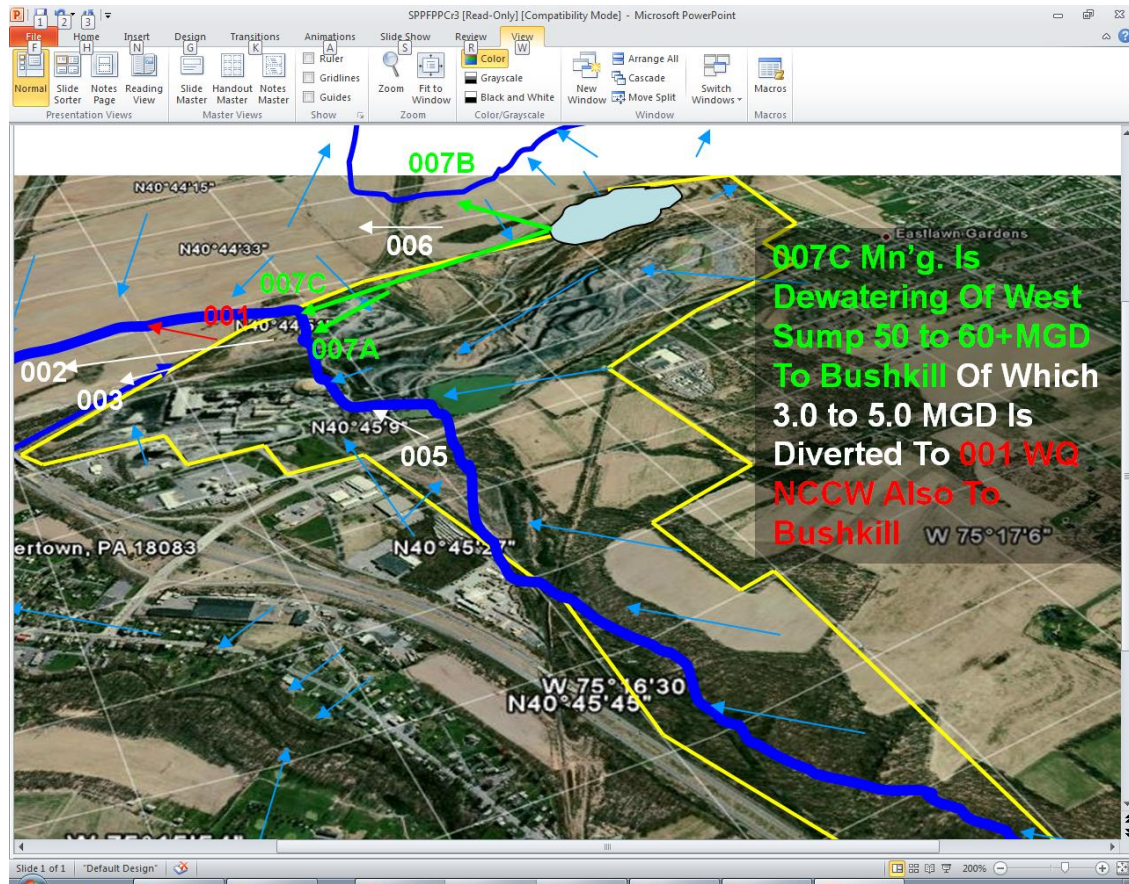 SPPFPPCr3 [Read-Only] [Compatibility Mode] - Microsoft PowerPoint
1 2 3
File Home Insert Design Transitions Animations Slide Show Review View
F H N G K A S R W
Normal Slide Sorter Notes Page Reading View
Slide Master Handout Master Notes Master
Ruler
Gridlines
Guides
Zoom Fit to Window
Color
Grayscale
Black and White
New Window
Arrange All
Cascade
Move Split
Switch Windows
Macros
Presentation Views Master Views Show Zoom Color/Grayscale Window Macros
007B
N40°44'15"
006
N40°44'33"
Eastlawn Gardens
007C
001
007A
002
003
N40°45'9
005
N40°45'27"
ertown, PA 18083
W 75°16'30
N40°45'45"
007C Mn'g. Is
Dewatering Of West
Sump 50 to 60+MGD
To Bushkill Of Which
3.0 to 5.0 MGD Is
Diverted To 001 WQ
NCCW Also To
Bushkill
W 75°17'6"
Slide 1 of 1 "Default Design" 200%